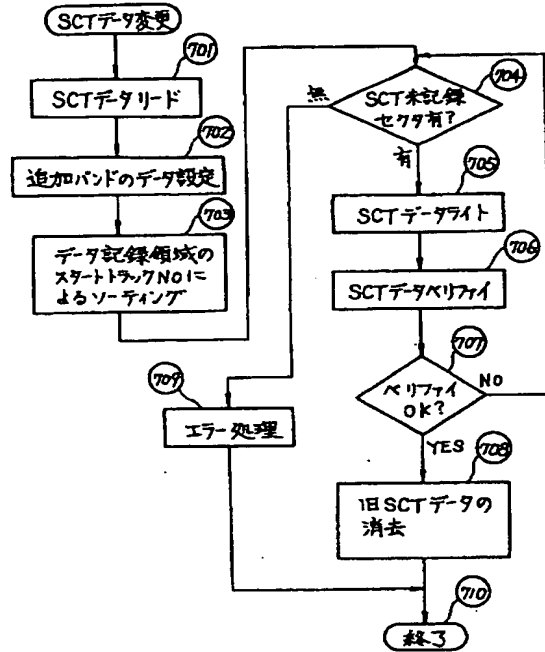 SCTデータ変更
701
SCTデータリード
702
追加バンドのデータ設定
703
データ記録領域の
スタートトラックNOに
よるソーティング
704
SCT未記録
セクタ有?
無
有
705
SCTデータライト
706
SCTデータベリファイ
707
ベリファイ
OK?
NO
YES
708
旧SCTデータの
消去
709
エラー処理
710
終了